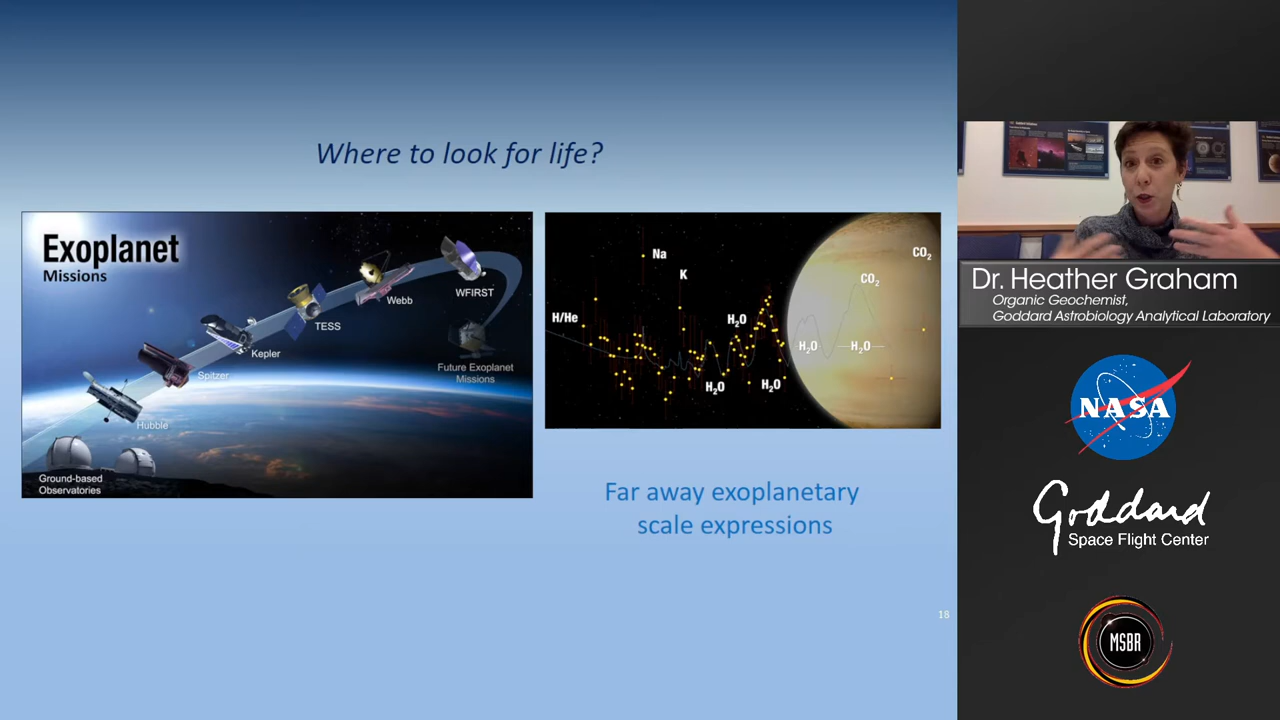 Where to look for life?
Exoplanet
Missions
WFIRST
Webb
TESS
Kepler
Future Exoplanet
Missions
Spitzer
Hubble
Ground-based
Observatories
Na
K
CO₂
CO₂
H/He
H₂O
H₂O
H₂O
H₂O
H₂O
Far away exoplanetary
scale expressions
18
Dr. Heather Graham
Organic Geochemist,
Goddard Astrobiology Analytical Laboratory
NASA
Goddard
Space Flight Center
MSBR